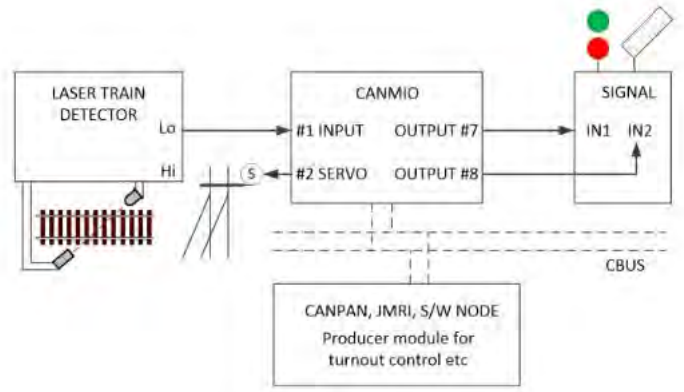 LASER TRAIN
DETECTOR
Lo
Hi
CANMIO
#1 INPUT OUTPUT #7
#2 SERVO OUTPUT #8
S
SIGNAL
IN1 IN2
CBUS
CANPAN, JMRI, S/W NODE
Producer module for
turnout control etc